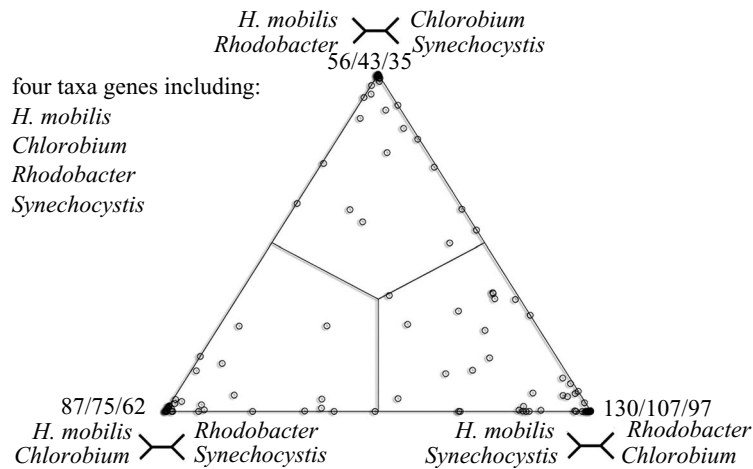 H. mobilis Chlorobium
Rhodobacter Synechocystis
56/43/35
four taxa genes including:
H. mobilis
Chlorobium
Rhodobacter
Synechocystis
87/75/62 130/107/97
H. mobilis Rhodobacter H. mobilis Rhodobacter
Chlorobium Synechocystis Synechocystis Chlorobium